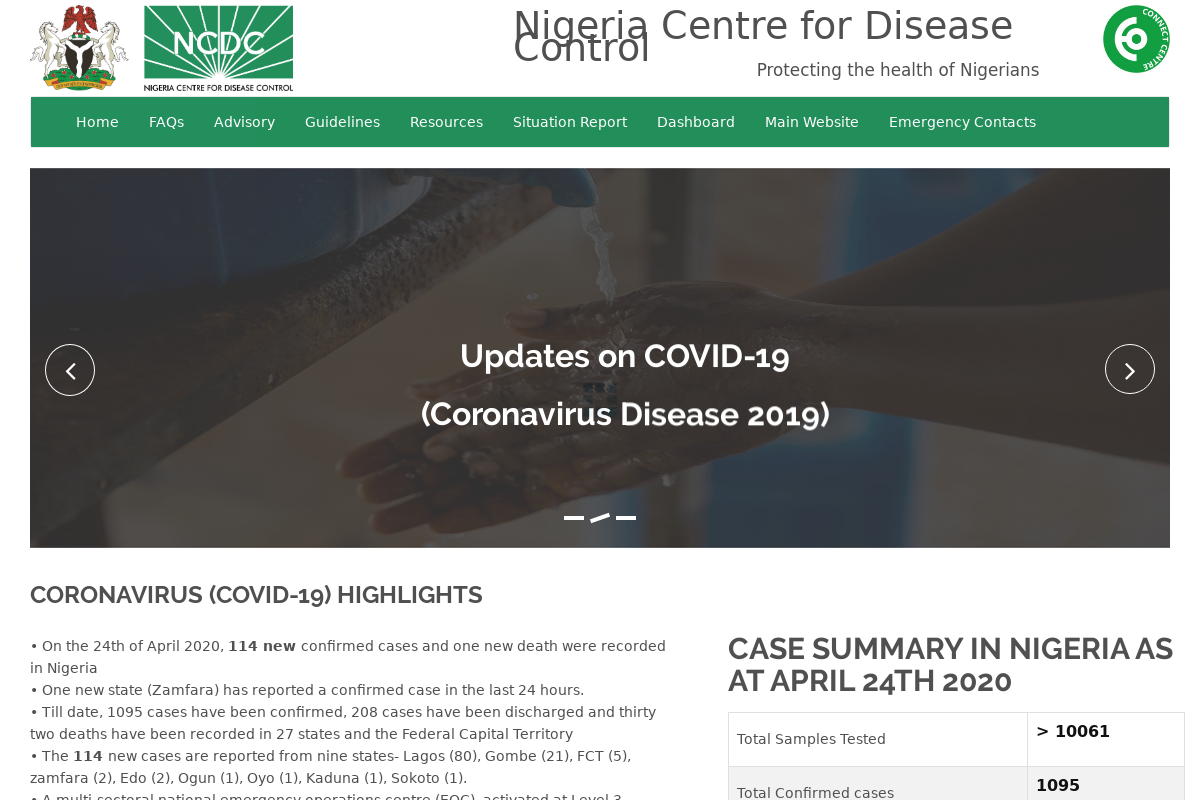 NCDC
NIGERIA CENTRE FOR DISEASE CONTROL
Nigeria Centre for Disease
Control
Protecting the health of Nigerians
CONNECT CENTRE
Home FAQs Advisory Guidelines Resources Situation Report Dashboard Main Website Emergency Contacts
Updates on COVID-19
(Coronavirus Disease 2019)
CORONAVIRUS (COVID-19) HIGHLIGHTS
• On the 24th of April 2020, 114 new confirmed cases and one new death were recorded
in Nigeria
• One new state (Zamfara) has reported a confirmed case in the last 24 hours.
• Till date, 1095 cases have been confirmed, 208 cases have been discharged and thirty
two deaths have been recorded in 27 states and the Federal Capital Territory
• The 114 new cases are reported from nine states- Lagos (80), Gombe (21), FCT (5),
zamfara (2), Edo (2), Ogun (1), Oyo (1), Kaduna (1), Sokoto (1).
• A multi-sectoral national emergency operations centre (EOC), activated at Level 3,
CASE SUMMARY IN NIGERIA AS
AT APRIL 24TH 2020
Total Samples Tested > 10061
Total Confirmed cases 1095